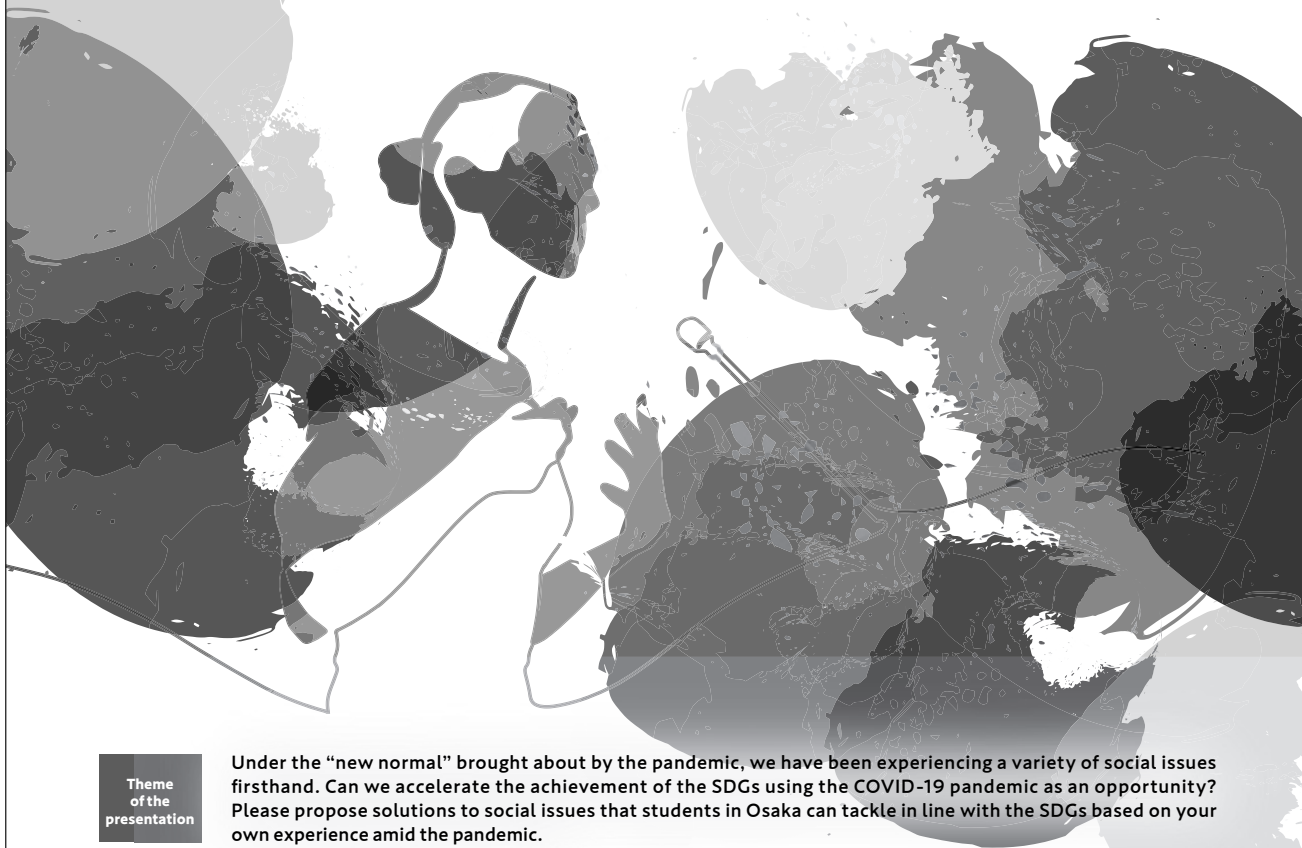 Theme
of the
presentation
Under the “new normal” brought about by the pandemic, we have been experiencing a variety of social issues
firsthand. Can we accelerate the achievement of the SDGs using the COVID-19 pandemic as an opportunity?
Please propose solutions to social issues that students in Osaka can tackle in line with the SDGs based on your
own experience amid the pandemic.